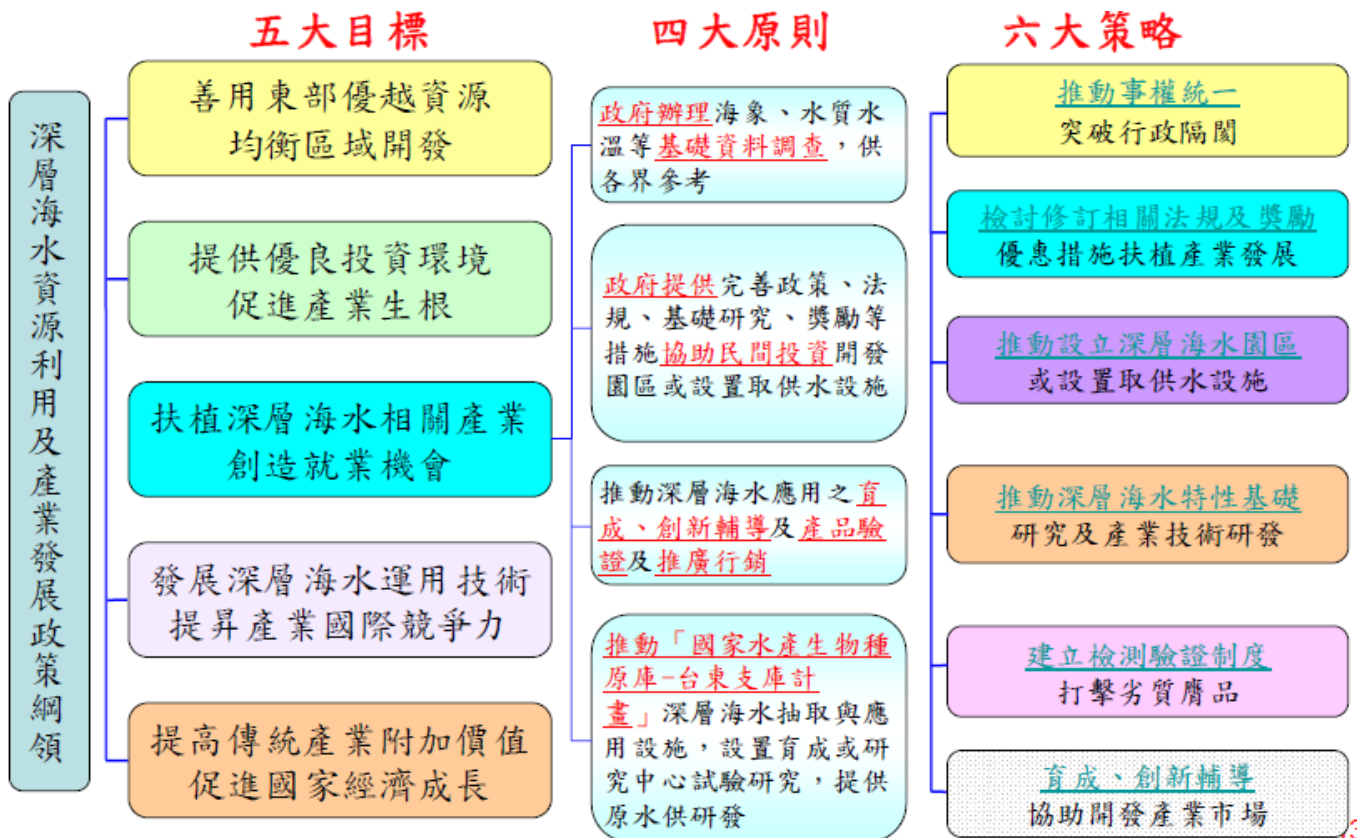 五大目標
四大原則
六大策略
深層海水資源利用及產業發展政策綱領
善用東部優越資源
均衡區域開發
提供優良投資環境
促進產業生根
扶植深層海水相關產業
創造就業機會
發展深層海水運用技術
提昇產業國際競爭力
提高傳統產業附加價值
促進國家經濟成長
政府辦理海象、水質水
溫等基礎資料調查，供
各界參考
政府提供完善政策、法
規、基礎研究、獎勵等
措施協助民間投資開發
園區或設置取供水設施
推動深層海水應用之育
成、創新輔導及產品驗
證及推廣行銷
推動「國家水產生物種
原庫-台東支庫計
畫」深層海水抽取與應
用設施，設置育成或研
究中心試驗研究，提供
原水供研發
推動事權統一
突破行政隔閡
檢討修訂相關法規及獎勵
優惠措施扶植產業發展
推動設立深層海水園區
或設置取供水設施
推動深層海水特性基礎
研究及產業技術研發
建立檢測驗證制度
打擊劣質膺品
育成、創新輔導
協助開發產業市場